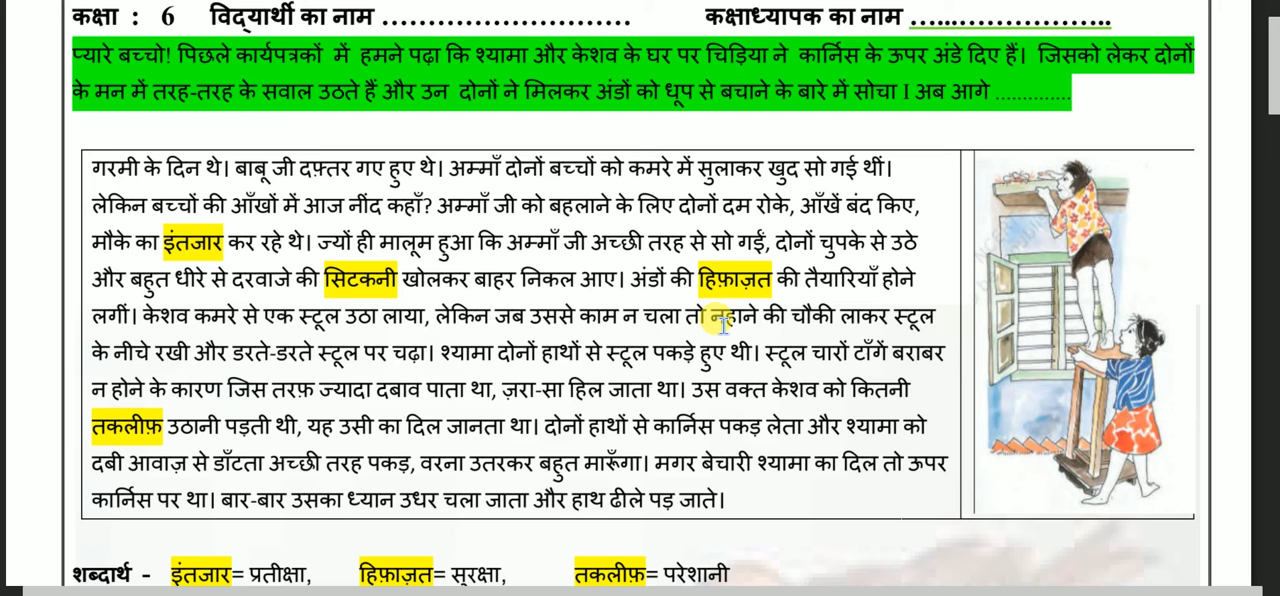 कक्षा : 6 विद्यार्थी का नाम ............................ कक्षाध्यापक का नाम ......................
प्यारे बच्चो! पिछले कार्यपत्रकों में हमने पढ़ा कि श्यामा और केशव के घर पर चिड़िया ने कार्निस के ऊपर अंडे दिए हैं। जिसको लेकर दोनों
के मन में तरह-तरह के सवाल उठते हैं और उन दोनों ने मिलकर अंडों को धूप से बचाने के बारे में सोचा I अब आगे ..............
गरमी के दिन थे। बाबू जी दफ़्तर गए हुए थे। अम्माँ दोनों बच्चों को कमरे में सुलाकर खुद सो गई थीं।
लेकिन बच्चों की आँखों में आज नींद कहाँ? अम्माँ जी को बहलाने के लिए दोनों दम रोके, आँखें बंद किए,
मौके का इंतजार कर रहे थे। ज्यों ही मालूम हुआ कि अम्माँ जी अच्छी तरह से सो गईं, दोनों चुपके से उठे
और बहुत धीरे से दरवाजे की सिटकनी खोलकर बाहर निकल आए। अंडों की हिफ़ाज़त की तैयारियाँ होने
लगीं। केशव कमरे से एक स्टूल उठा लाया, लेकिन जब उससे काम न चला तो नहाने की चौकी लाकर स्टूल
के नीचे रखी और डरते-डरते स्टूल पर चढ़ा। श्यामा दोनों हाथों से स्टूल पकड़े हुए थी। स्टूल चारों टाँगें बराबर
न होने के कारण जिस तरफ़ ज्यादा दबाव पाता था, ज़रा-सा हिल जाता था। उस वक्त केशव को कितनी
तकलीफ़ उठानी पड़ती थी, यह उसी का दिल जानता था। दोनों हाथों से कार्निस पकड़ लेता और श्यामा को
दबी आवाज़ से डाँटता अच्छी तरह पकड़, वरना उतरकर बहुत मारूँगा। मगर बेचारी श्यामा का दिल तो ऊपर
कार्निस पर था। बार-बार उसका ध्यान उधर चला जाता और हाथ ढीले पड़ जाते।
शब्दार्थ - इंतजार= प्रतीक्षा, हिफ़ाज़त= सुरक्षा, तकलीफ़= परेशानी